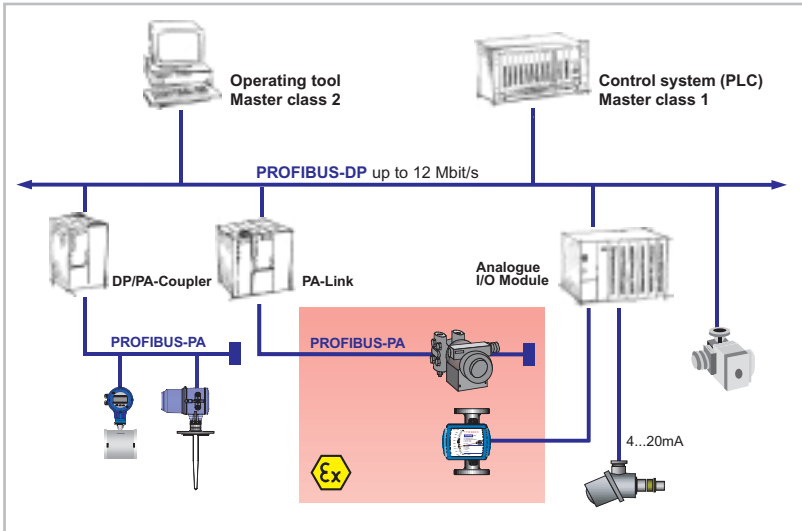 Operating tool
Master class 2
Control system (PLC)
Master class 1
PROFIBUS-DP up to 12 Mbit/s
DP/PA-Coupler
PA-Link
Analogue
I/O Module
PROFIBUS-PA
PROFIBUS-PA
4...20mA
Ex